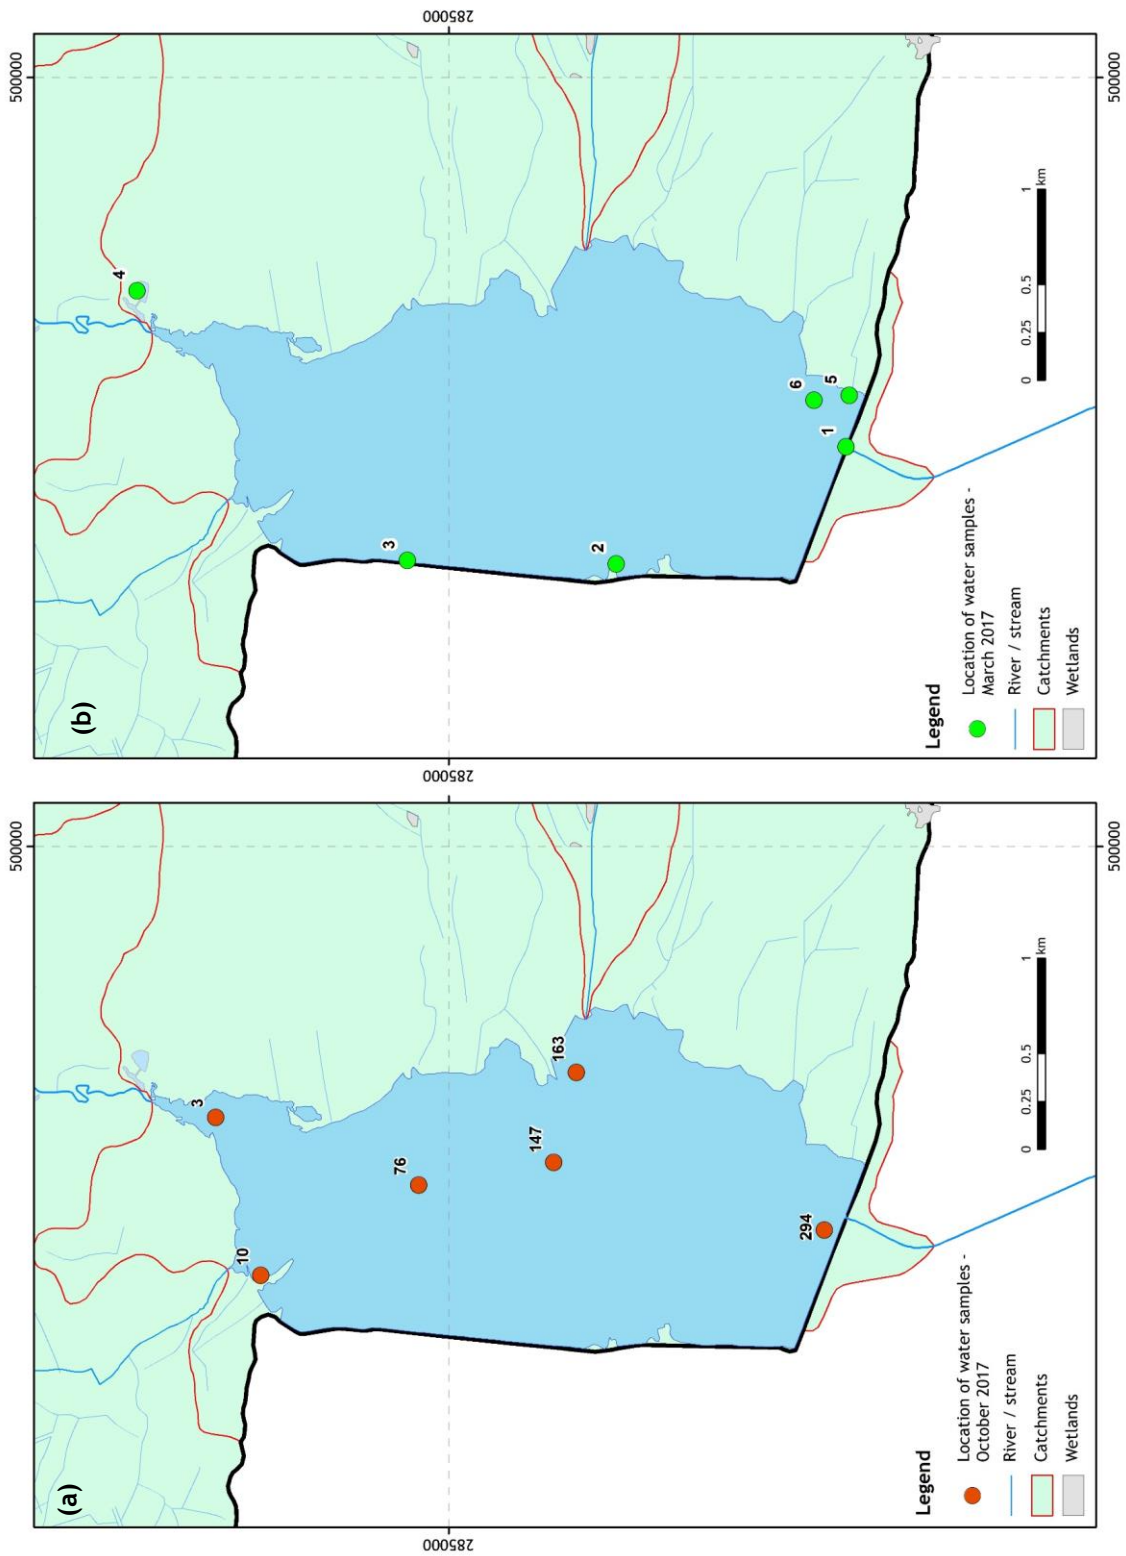 (a)
500000
285000
285000
3
10
76
147
163
294
Legend
Location of water samples -
October 2017
River / stream
Catchments
Wetlands
0
0.25
0.5
1
km
500000
(b)
500000
285000
285000
4
3
2
6
5
1
Legend
Location of water samples -
March 2017
River / stream
Catchments
Wetlands
0
0.25
0.5
1
km
500000